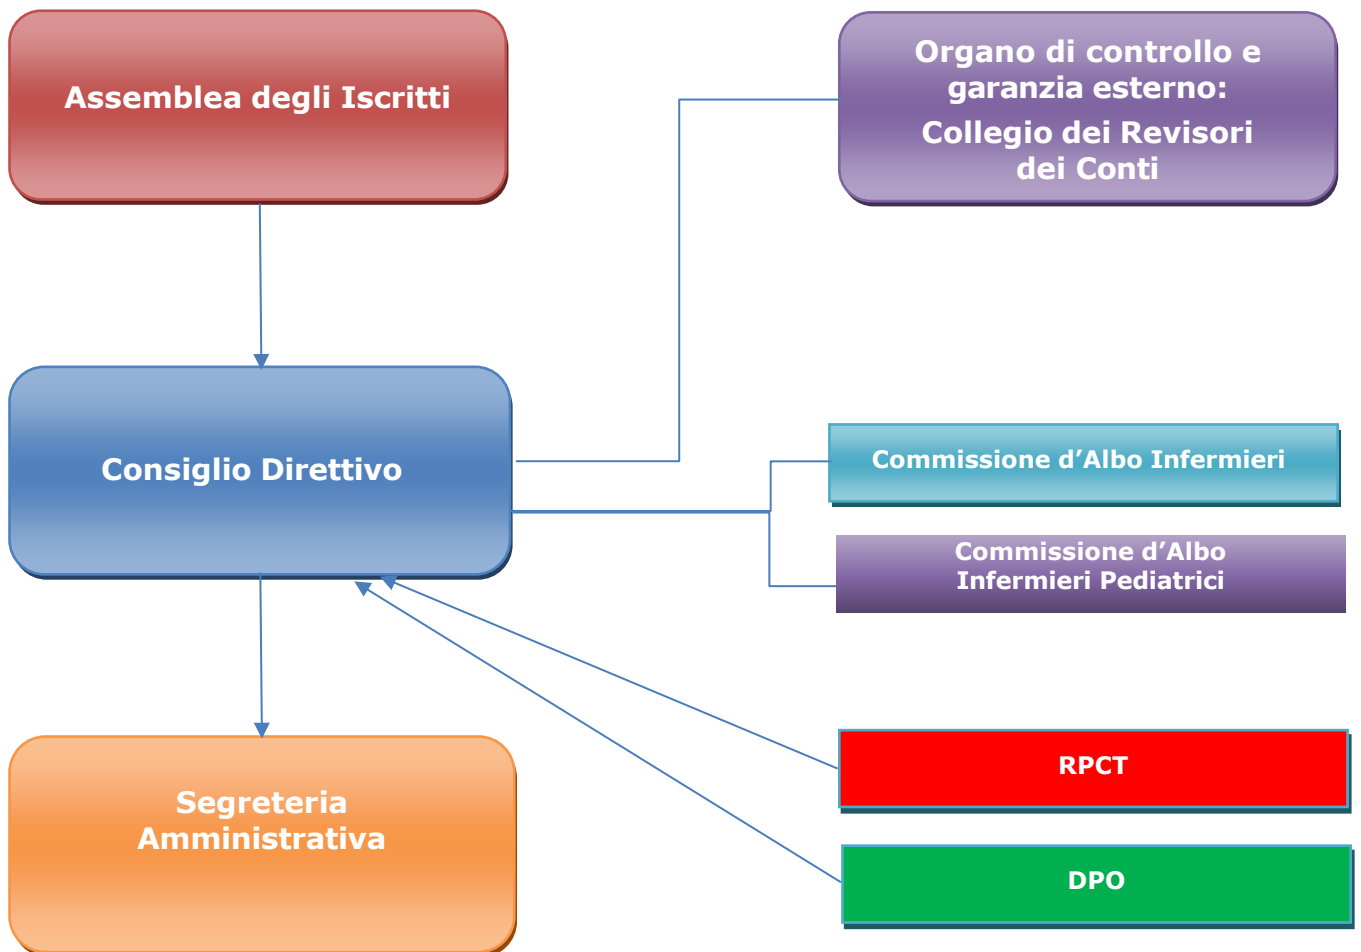 Assemblea degli Iscritti
Organo di controllo e
garanzia esterno:
Collegio dei Revisori
dei Conti
Consiglio Direttivo
Commissione d’Albo Infermieri
Commissione d’Albo
Infermieri Pediatrici
Segreteria
Amministrativa
RPCT
DPO